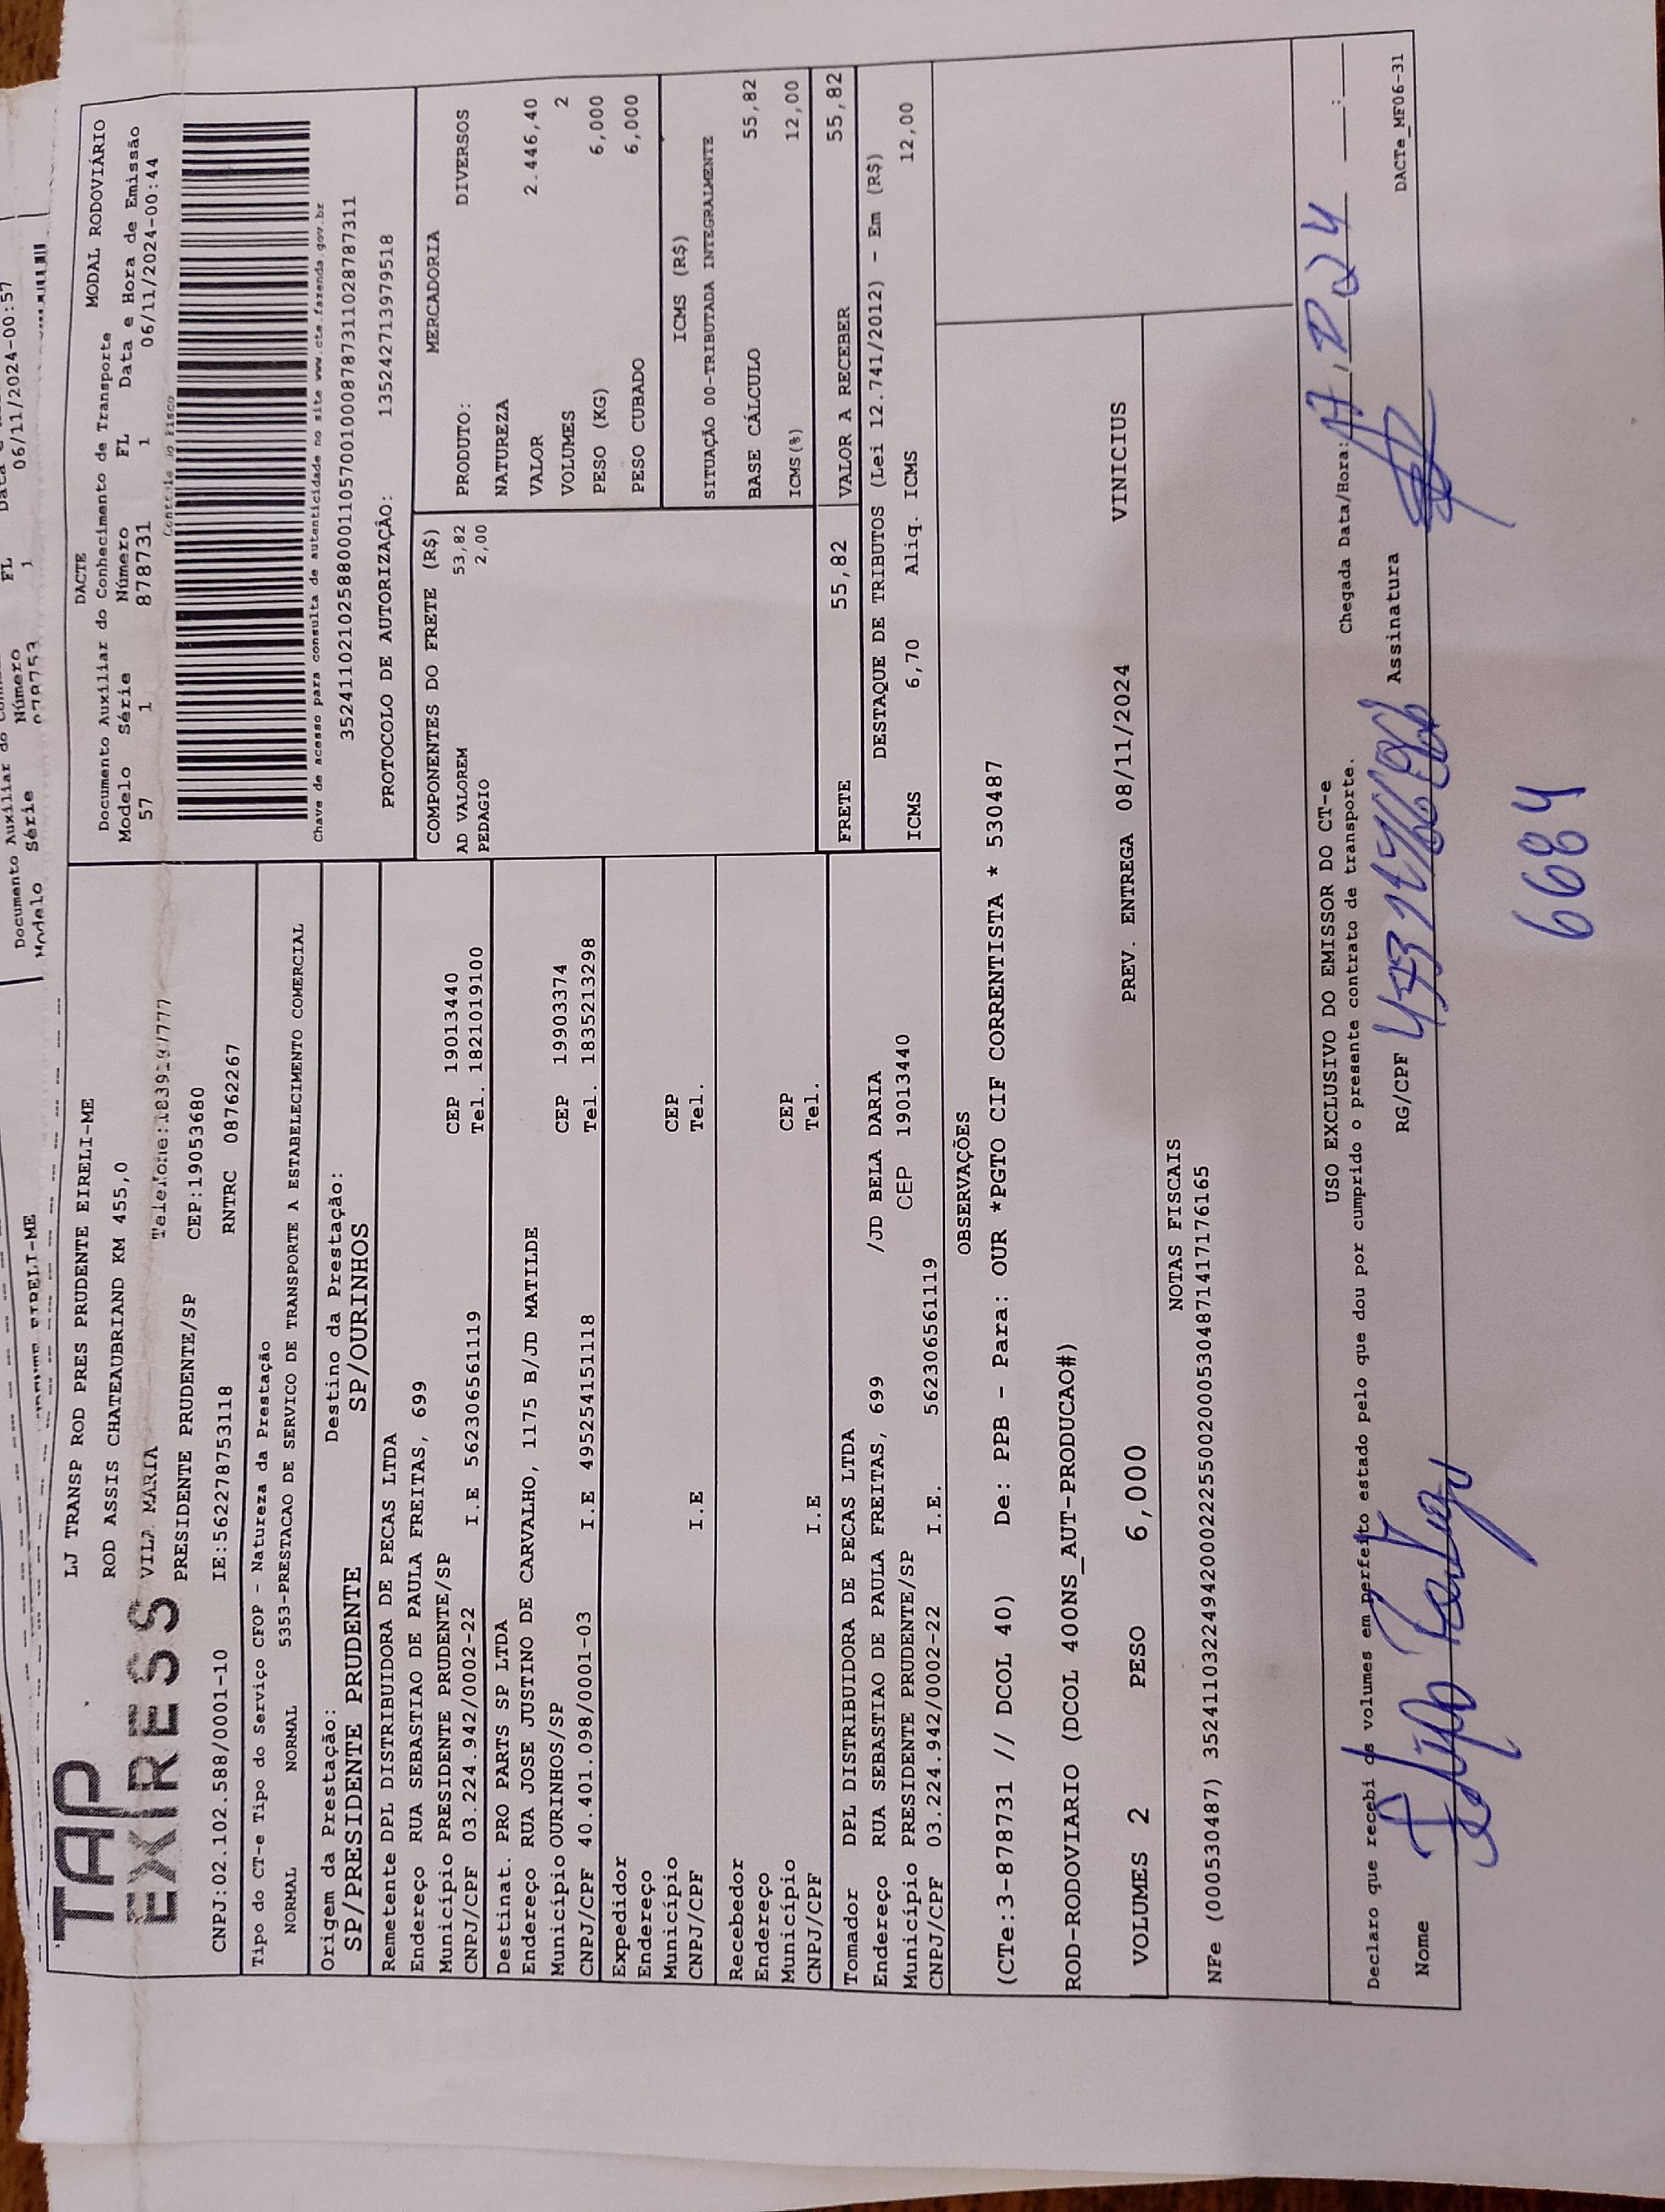 06/11/2024-00:57
Documento Auxiliar do
FL
Modelo Série Número
1
TAP
EXPRESS
LJ TRANSP ROD PRES PRUDENTE EIRELI-ME
ROD ASSIS CHATEAUBRIAND KM 455,0
VILA MARIA
PRESIDENTE PRUDENTE/SP CEP:19053680
CNPJ:02.102.588/0001-10 IE:562278753118 RNTRC 08762267
DACTE MODAL RODOVIÁRIO
Documento Auxiliar do Conhecimento de Transporte
Modelo Série Número FL Data e Hora de Emissão
57 1 878731 1 06/11/2024-00:44
Controle do Fisco
Chave de acesso para consulta de autenticidade no site www.cte.fazenda.gov.br
35241102102588000110570010008787311028787311
PROTOCOLO DE AUTORIZAÇÃO: 135242713979518
Tipo do CT-e Tipo do Serviço CFOP - Natureza da Prestação
NORMAL NORMAL 5353-PRESTACAO DE SERVICO DE TRANSPORTE A ESTABELECIMENTO COMERCIAL
Origem da Prestação: Destino da Prestação:
SP/PRESIDENTE PRUDENTE SP/OURINHOS
Remetente DPL DISTRIBUIDORA DE PECAS LTDA
Endereço RUA SEBASTIAO DE PAULA FREITAS, 699
Município PRESIDENTE PRUDENTE/SP CEP 19013440
CNPJ/CPF 03.224.942/0002-22 I.E 562306561119 Tel. 1821019100
Destinat. PRO PARTS SP LTDA
Endereço RUA JOSE JUSTINO DE CARVALHO, 1175 B/JD MATILDE
Município OURINHOS/SP CEP 19903374
CNPJ/CPF 40.401.098/0001-03 I.E 495254151118 Tel. 1835213298
Expedidor
Endereço
Município CEP
CNPJ/CPF I.E Tel.
Recebedor
Endereço
Município CEP
CNPJ/CPF I.E Tel.
Tomador DPL DISTRIBUIDORA DE PECAS LTDA
Endereço RUA SEBASTIAO DE PAULA FREITAS, 699 /JD BELA DARIA
Município PRESIDENTE PRUDENTE/SP CEP 19013440
CNPJ/CPF 03.224.942/0002-22 I.E. 562306561119
COMPONENTES DO FRETE (R$)
AD VALOREM 53,82
PEDAGIO 2,00
MERCADORIA
PRODUTO: DIVERSOS
NATUREZA
VALOR 2.446,40
VOLUMES 2
PESO (KG) 6,000
PESO CUBADO 6,000
ICMS (R$)
SITUAÇÃO 00-TRIBUTADA INTEGRALMENTE
BASE CÁLCULO 55,82
ICMS(%) 12,00
FRETE 55,82 VALOR A RECEBER 55,82
DESTAQUE DE TRIBUTOS (Lei 12.741/2012) - Em (R$)
ICMS 6,70 Aliq. ICMS 12,00
OBSERVAÇÕES
(CTe:3-878731 // DCOL 40) De: PPB - Para: OUR *PGTO CIF CORRENTISTA * 530487
ROD-RODOVIARIO (DCOL 400NS_AUT-PRODUCAO#)
VOLUMES 2 PESO 6,000 PREV. ENTREGA 08/11/2024 VINICIUS
NOTAS FISCAIS
NFe (000530487) 35241103224942000222550020005304871417176165
USO EXCLUSIVO DO EMISSOR DO CT-e
Declaro que recebi os volumes em perfeito estado pelo que dou por cumprido o presente contrato de transporte. Chegada Data/Hora:
Nome RG/CPF Assinatura
DACTe_MF06-31
6684